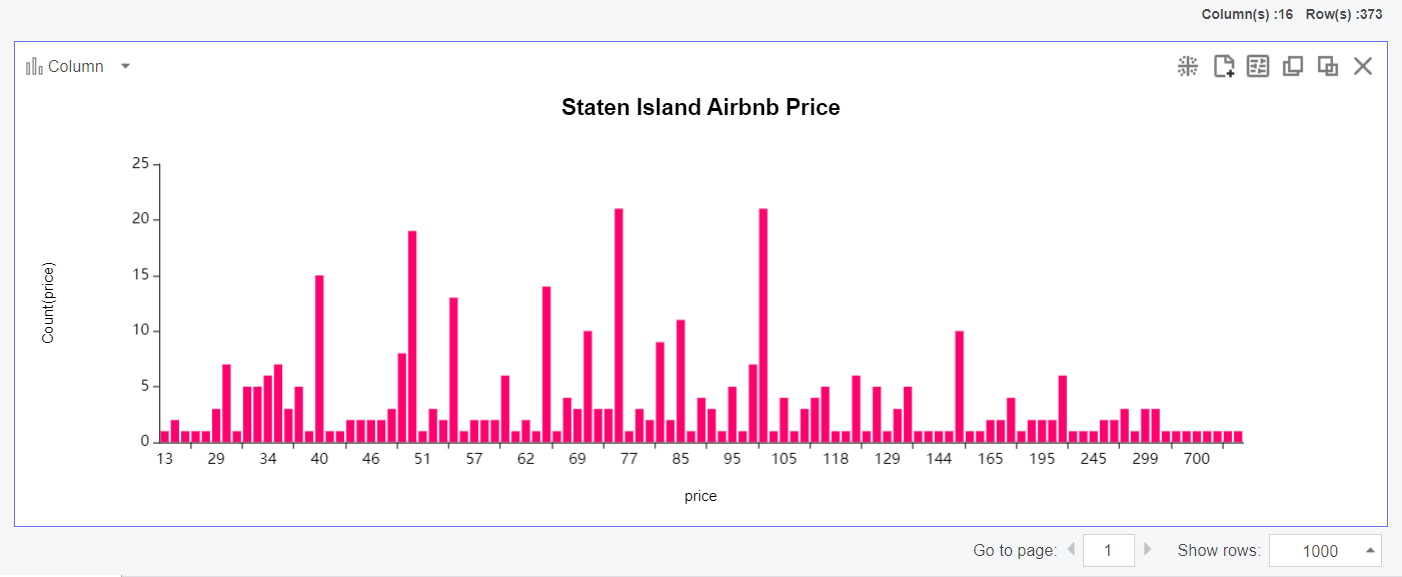 Column(s) :16 Row(s) :373
Column
Staten Island Airbnb Price
25
20
15
10
5
0
Count(price)
13 29 34 40 46 51 57 62 69 77 85 95 105 118 129 144 165 195 245 299 700
price
Go to page: 1 Show rows: 1000